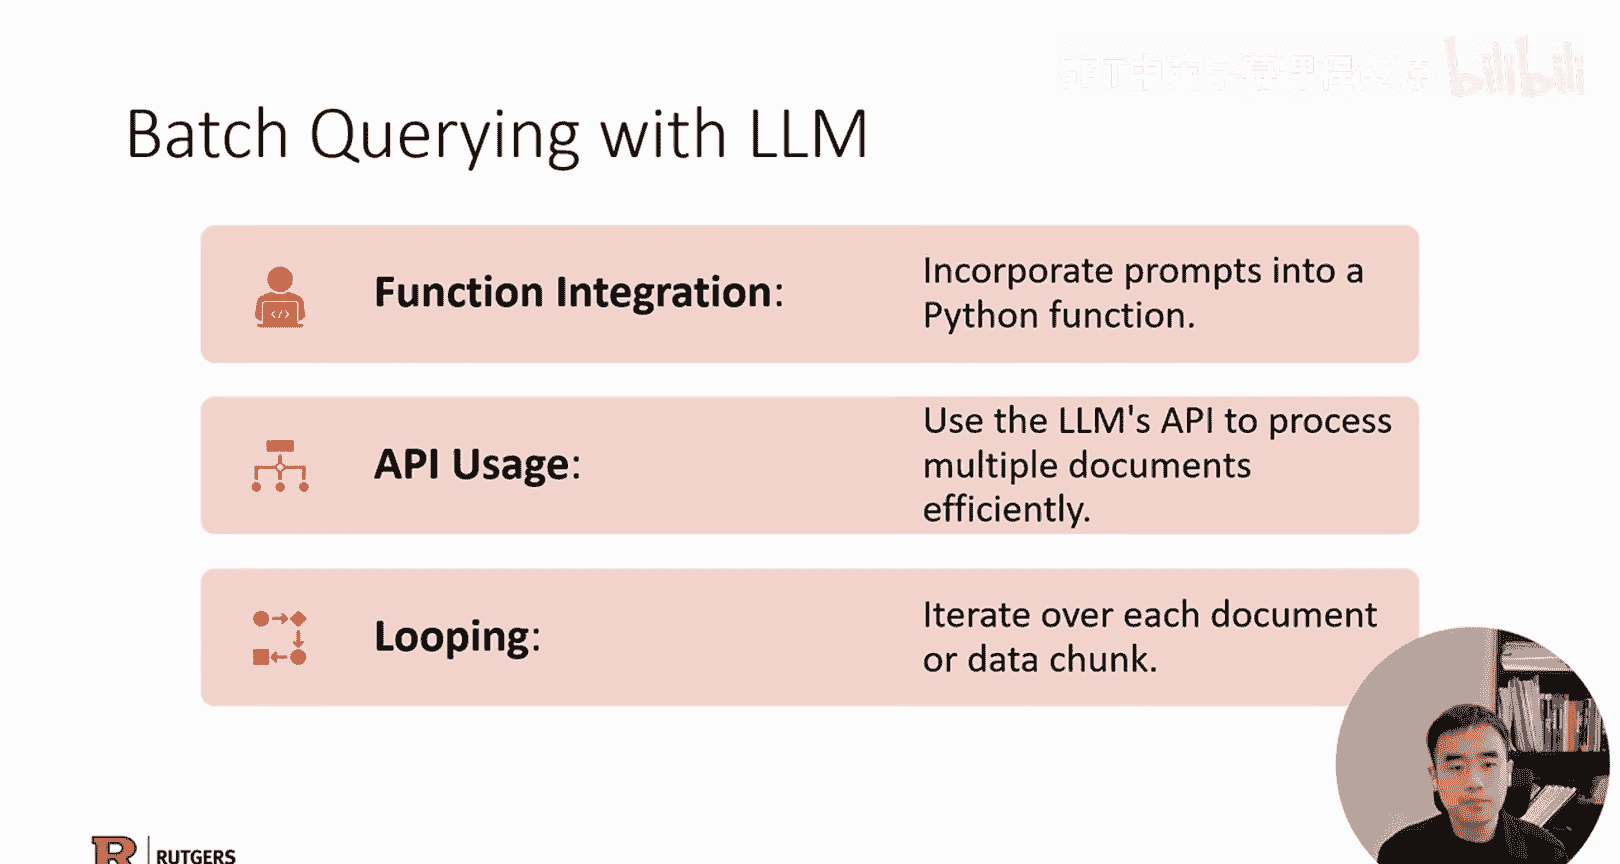 bilibili
Batch Querying with LLM
Function Integration:
Incorporate prompts into a
Python function.
API Usage:
Use the LLM's API to process
multiple documents
efficiently.
Looping:
Iterate over each document
or data chunk.
R RUTGERS